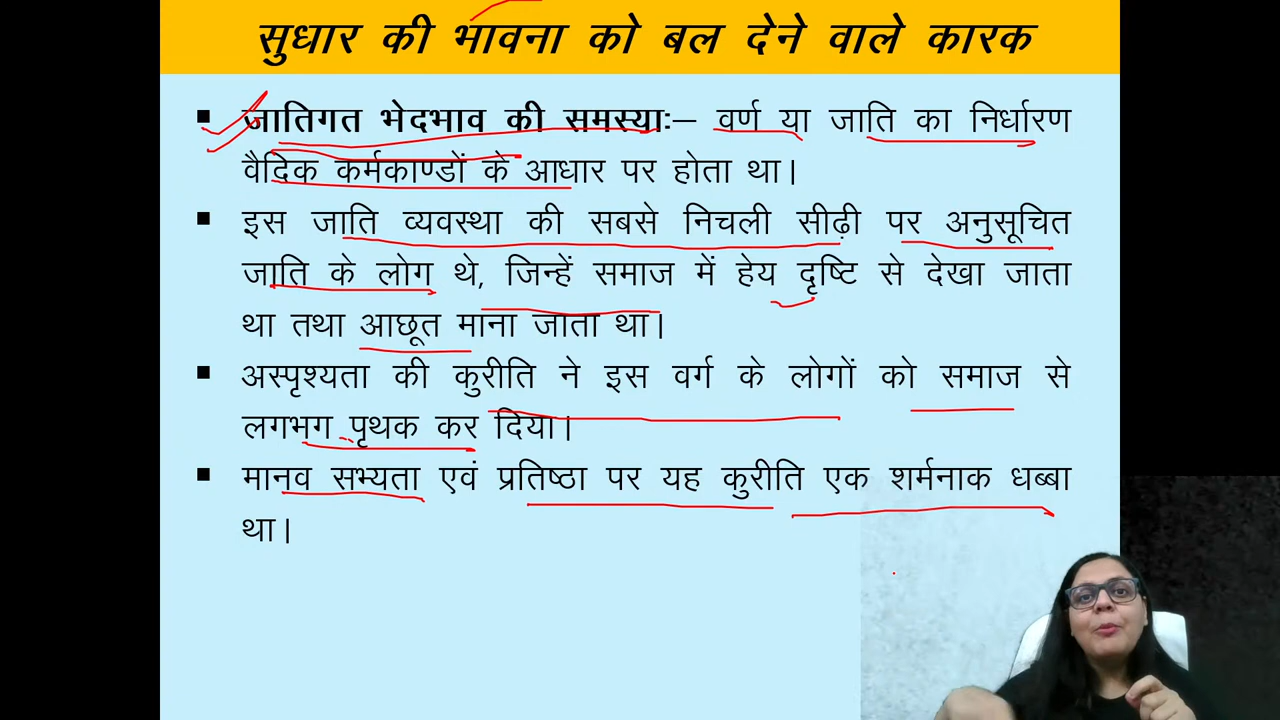 सुधार की भावना को बल देने वाले कारक
▪ जातिगत भेदभाव की समस्याः– वर्ण या जाति का निर्धारण
वैदिक कर्मकाण्डों के आधार पर होता था।
▪ इस जाति व्यवस्था की सबसे निचली सीढ़ी पर अनुसूचित
जाति के लोग थे, जिन्हें समाज में हेय दृष्टि से देखा जाता
था तथा आछूत माना जाता था।
▪ अस्पृश्यता की कुरीति ने इस वर्ग के लोगों को समाज से
लगभग पृथक कर दिया।
▪ मानव सभ्यता एवं प्रतिष्ठा पर यह कुरीति एक शर्मनाक धब्बा
था।